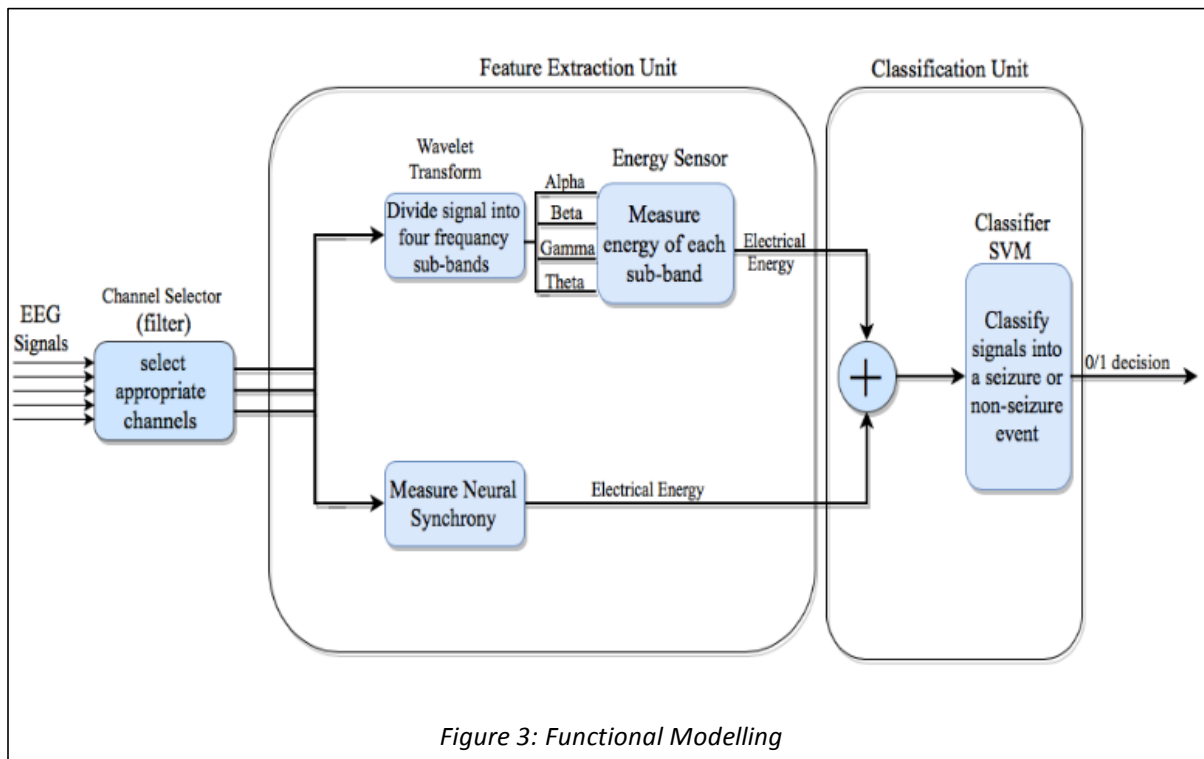 Feature Extraction Unit
Classification Unit
Wavelet
Transform
Energy Sensor
Divide signal into
four frequancy
sub-bands
Alpha
Beta
Gamma
Theta
Measure
energy of each
sub-band
Electrical
Energy
Classifier
SVM
EEG
Signals
Channel Selector
(filter)
select
appropriate
channels
+
Classify
signals into
a seizure or
non-seizure
event
0/1 decision
Measure Neural
Synchrony
Electrical Energy
Figure 3: Functional Modelling